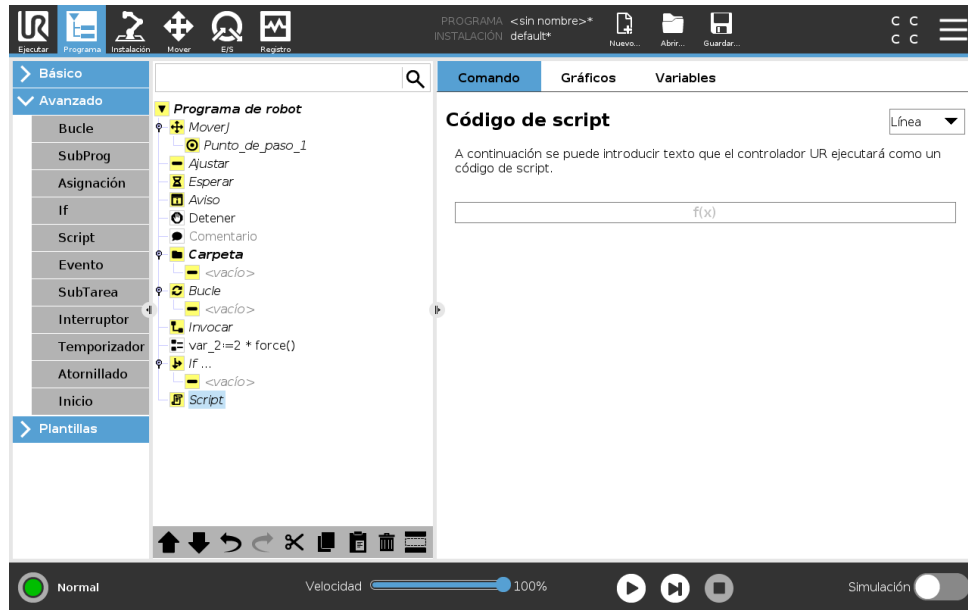 PROGRAMA <sin nombre>*
INSTALACIÓN default*
Ejecutar
Programa
Instalación
Mover
E/S
Registro
Nuevo...
Abrir...
Guardar...
C C
C C
Básico
Avanzado
Bucle
SubProg
Asignación
If
Script
Evento
SubTarea
Interruptor
Temporizador
Atornillado
Inicio
Plantillas
Programa de robot
MoverJ
Punto_de_paso_1
Ajustar
Esperar
Aviso
Detener
Comentario
Carpeta
<vacío>
Bucle
<vacío>
Invocar
var_2:=2 * force()
If ...
<vacío>
Script
Comando
Gráficos
Variables
Código de script
Línea
A continuación se puede introducir texto que el controlador UR ejecutará como un
código de script.
f(x)
Normal
Velocidad
100%
Simulación